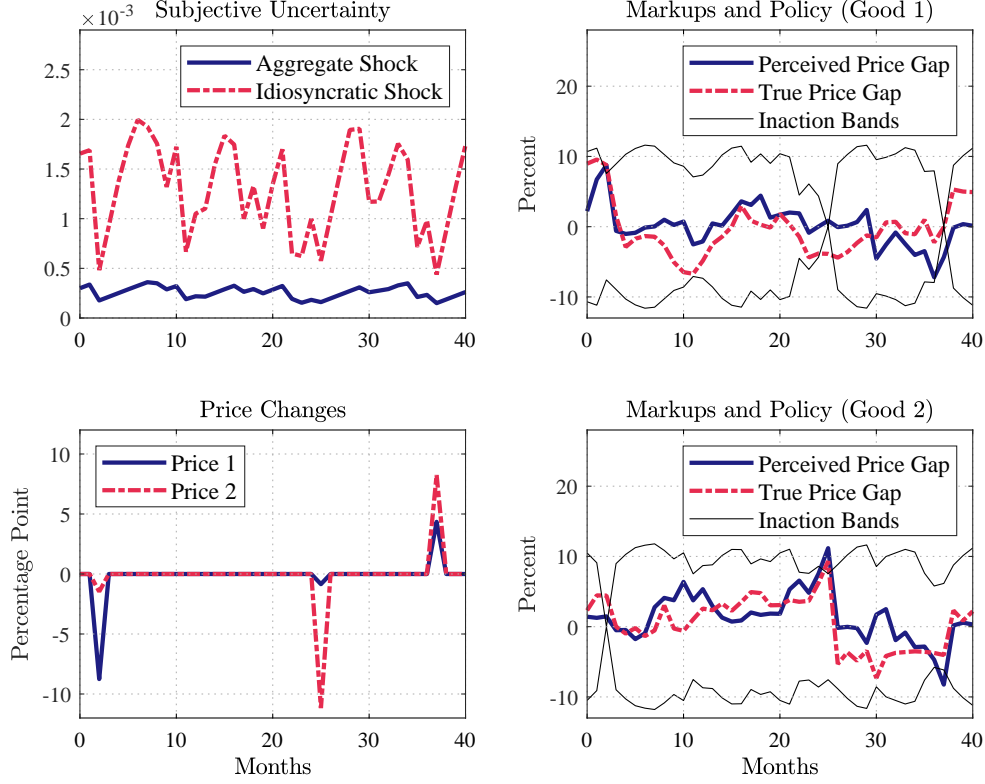 Subjective Uncertainty
×10⁻³
2.5
2
1.5
1
0.5
0
0 10 20 30 40
Aggregate Shock
Idiosyncratic Shock
Markups and Policy (Good 1)
Percent
20
10
0
-10
0 10 20 30 40
Perceived Price Gap
True Price Gap
Inaction Bands
Price Changes
Percentage Point
10
5
0
-5
-10
0 10 20 30 40
Months
Price 1
Price 2
Markups and Policy (Good 2)
Percent
20
10
0
-10
0 10 20 30 40
Months
Perceived Price Gap
True Price Gap
Inaction Bands